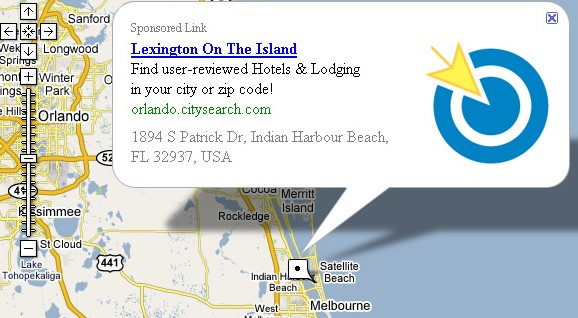 Sponsored Link
Lexington On The Island
Find user-reviewed Hotels & Lodging
in your city or zip code!
orlando.citysearch.com
1894 S Patrick Dr, Indian Harbour Beach,
FL 32937, USA
Sanford
Longwood
Springs
Winter
Park
Orlando
Kissimmee
St Cloud
Lake
Tohopekaliga
441
Cocoa
Merritt
Island
Rockledge
Satellite
Beach
Indian Harbour
Beach
West
Melbourne